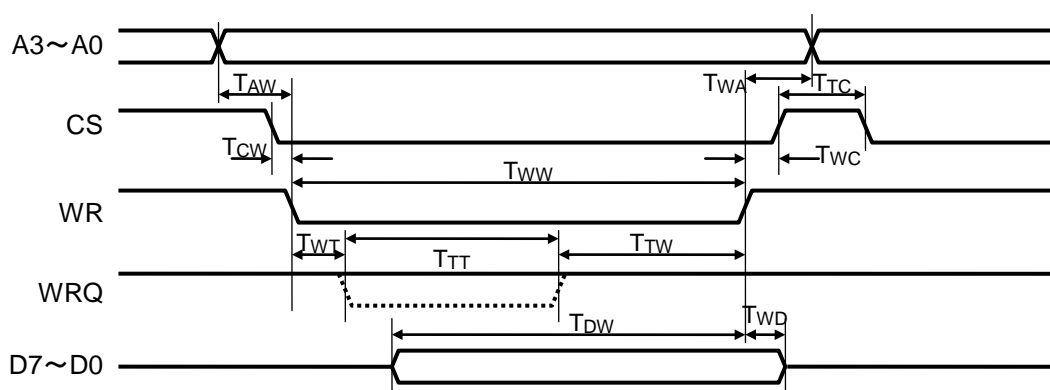 A3～A0
TAW
TWA
TTC
CS
TCW
TWC
TWW
WR
TWT
TTT
TTW
WRQ
TDW
TWD
D7～D0